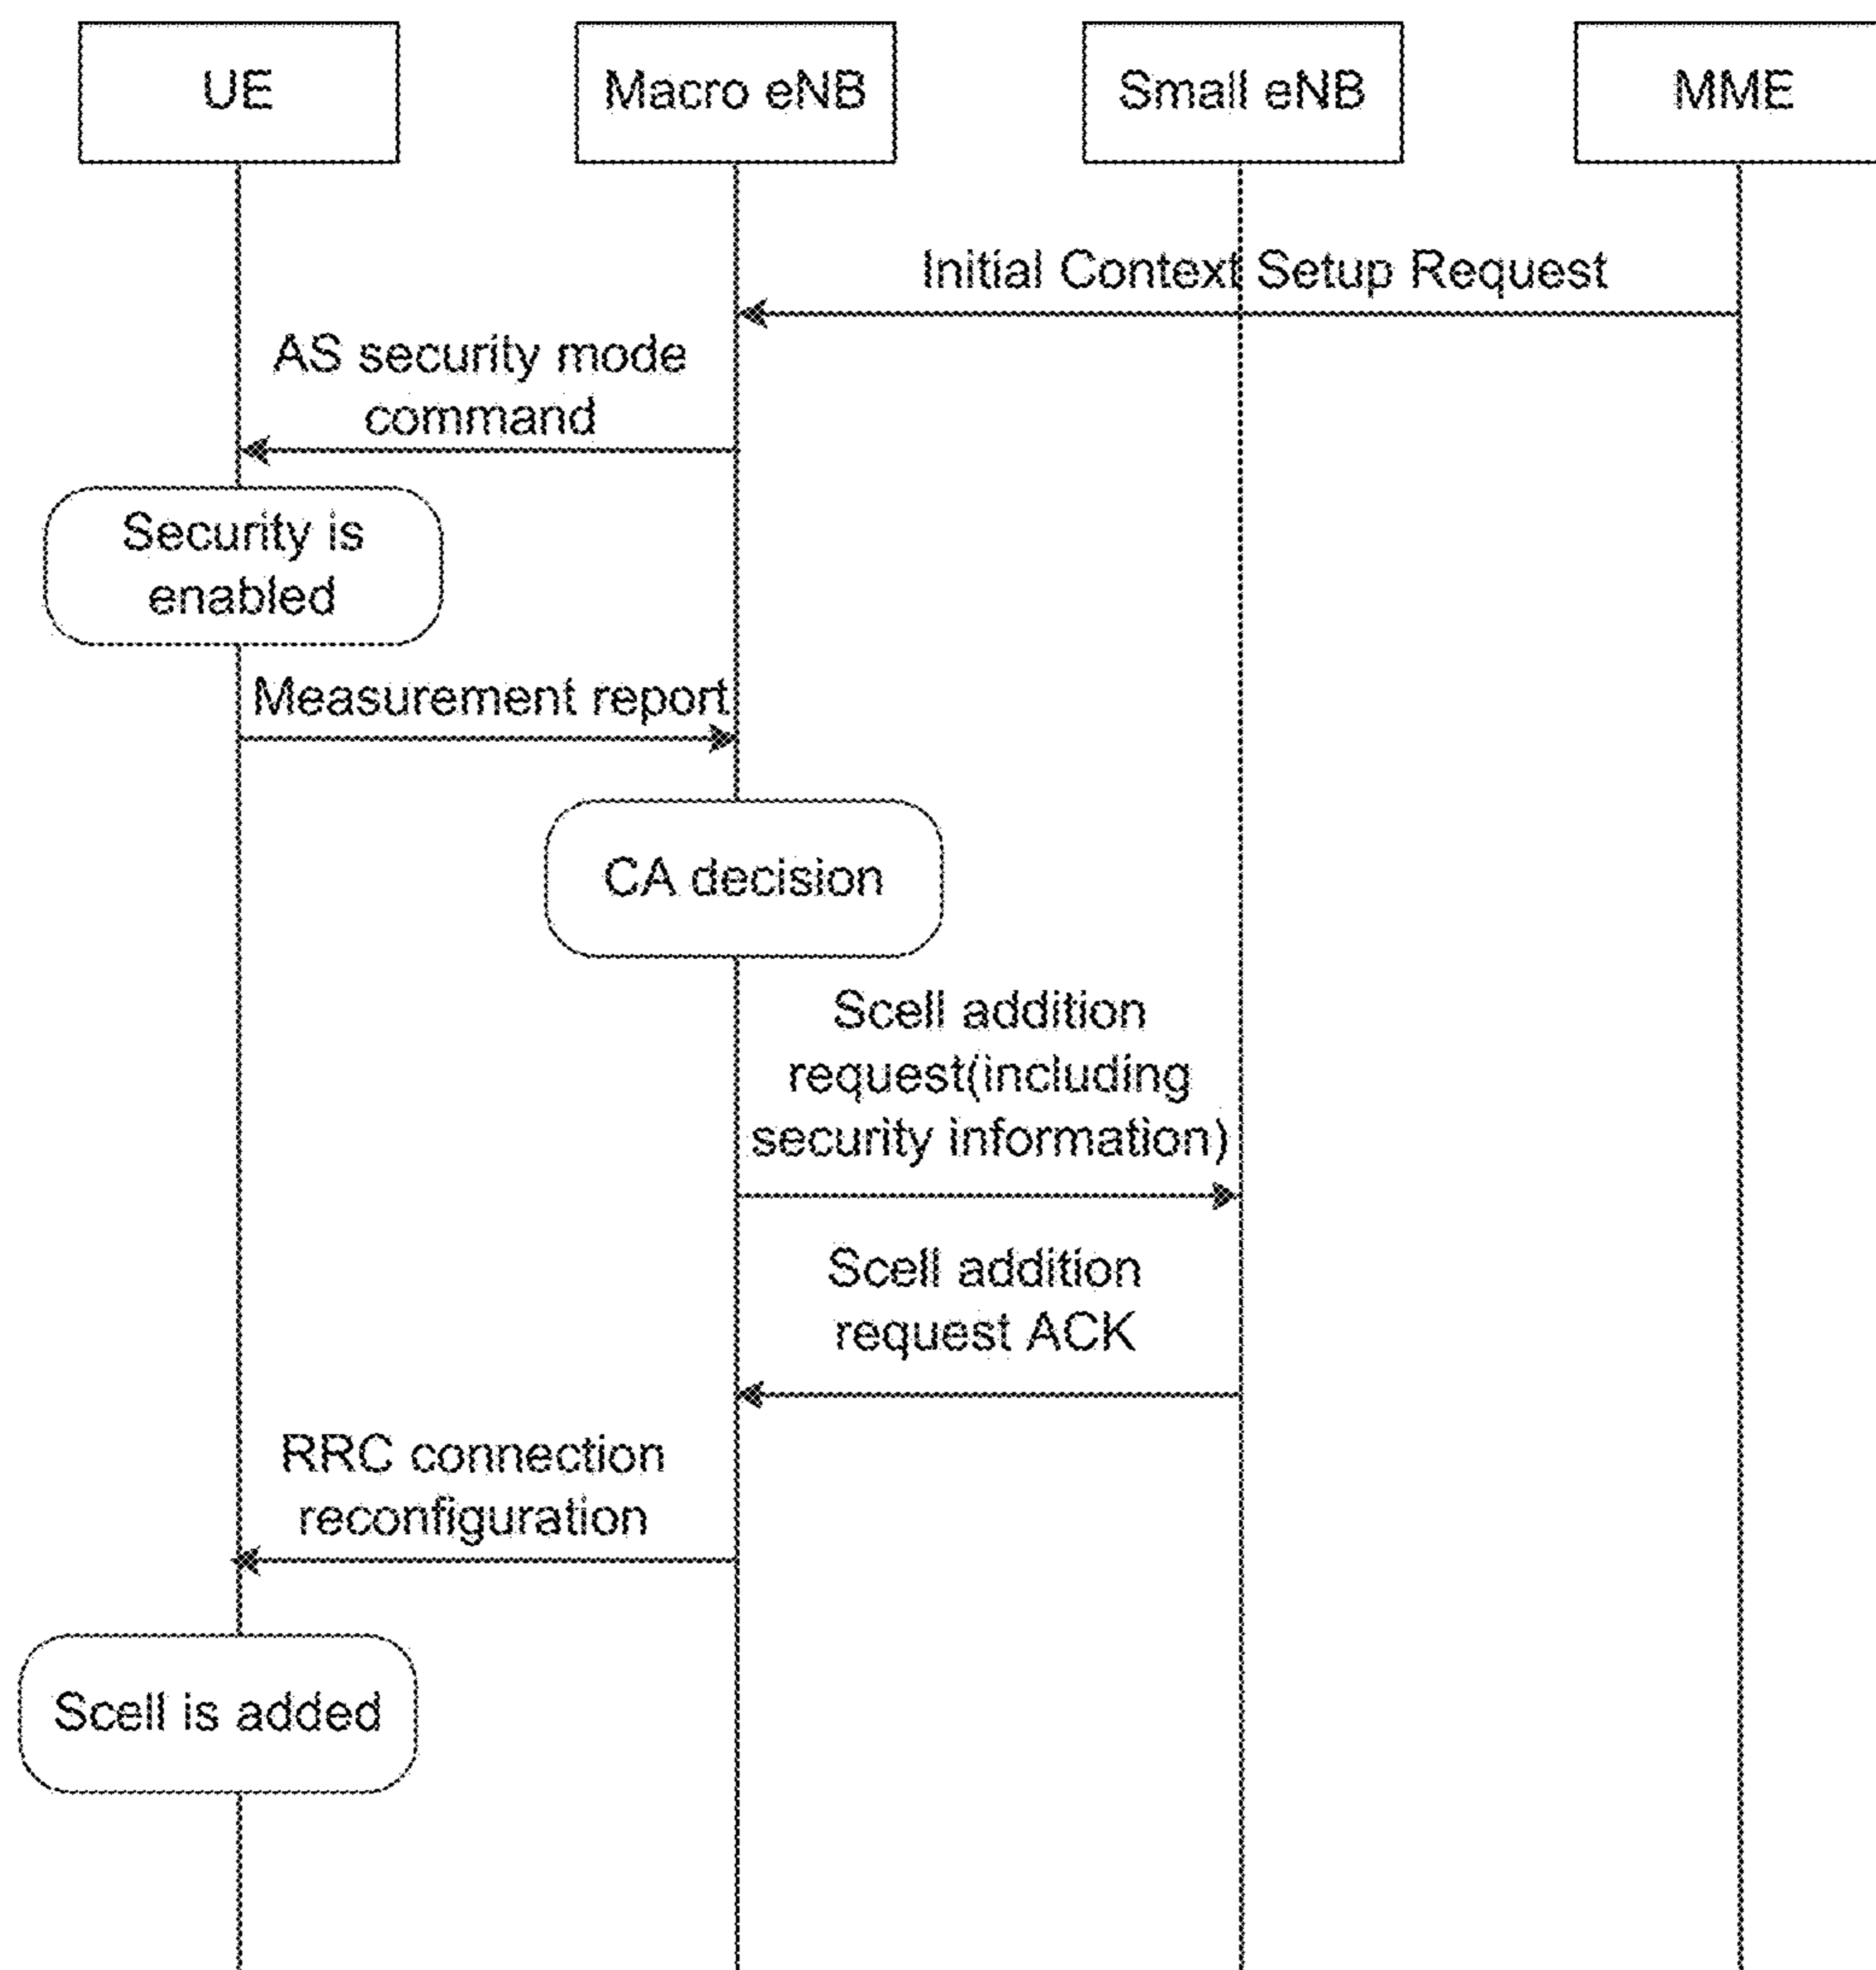 UE
Macro eNB
Small eNB
MME
Initial Context Setup Request
AS security mode
command
Security is
enabled
Measurement report
CA decision
Scell addition
request(including
security information)
Scell addition
request ACK
RRC connection
reconfiguration
Scell is added